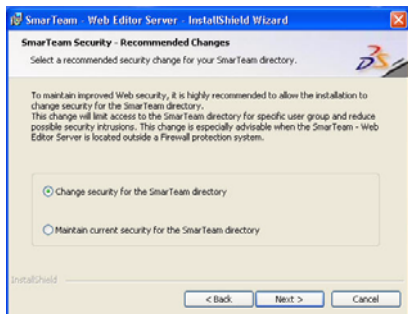 SmarTeam - Web Editor Server - InstallShield Wizard
SmarTeam Security - Recommended Changes
Select a recommended security change for your SmarTeam directory.
To maintain improved Web security, it is highly recommended to allow the installation to
change security for the SmarTeam directory.
This change will limit access to the SmarTeam directory for specific user group and reduce
possible security intrusions. This change is especially advisable when the SmarTeam - Web
Editor Server is located outside a Firewall protection system.
Change security for the SmarTeam directory
Maintain current security for the SmarTeam directory
InstallShield
< Back
Next >
Cancel